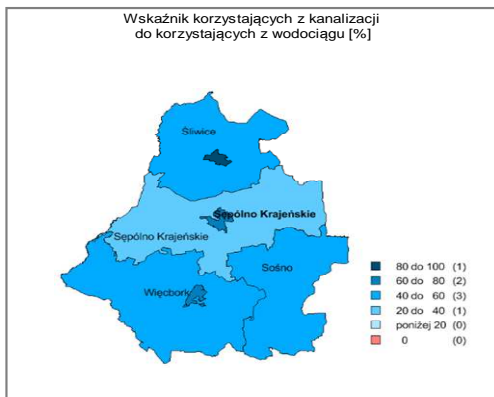 Wskaźnik korzystających z kanalizacji
do korzystających z wodociągu [%]
Śliwice
Sępólno Krajeńskie
Sępólno Krajeńskie
Sośno
Więcbork
80 do 100 (1)
60 do 80 (2)
40 do 60 (3)
20 do 40 (1)
poniżej 20 (0)
0 (0)